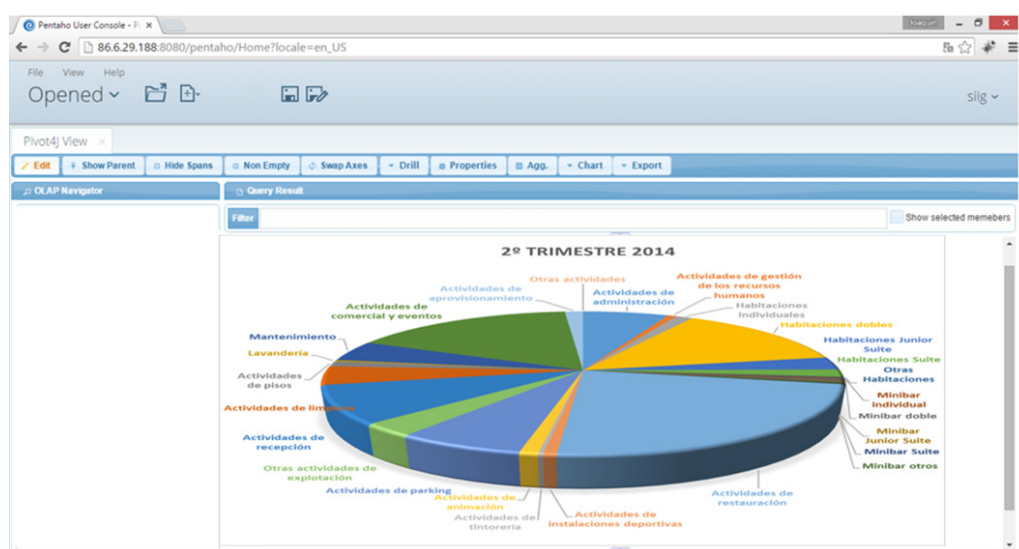 Pentaho User Console - P
86.6.29.188:8080/pentaho/Home?locale=en_US
File View Help
Opened
siig
Pivot4J View
Edit Show Parent Hide Spans Non Empty Swap Axes Drill Properties Agg. Chart Export
OLAP Navigator
Query Result
Filter
Show selected memebers
2º TRIMESTRE 2014
Otras actividades
Actividades de
aprovisionamiento
Actividades de
administración
Actividades de gestión
de los recursos
humanos
Habitaciones
Individuales
Habitaciones dobles
Habitaciones Junior
Suite
Habitaciones Suite
Otras
Habitaciones
Minibar
Individual
Minibar doble
Minibar
Junior Suite
Minibar Suite
Minibar otros
Actividades de
restauración
Actividades de
instalaciones deportivas
Actividades de
tintorería
Actividades de
animación
Actividades de parking
Otras actividades de
explotación
Actividades de
recepción
Actividades de limpieza
Actividades
de pisos
Lavandería
Mantenimiento
Actividades de
comercial y eventos